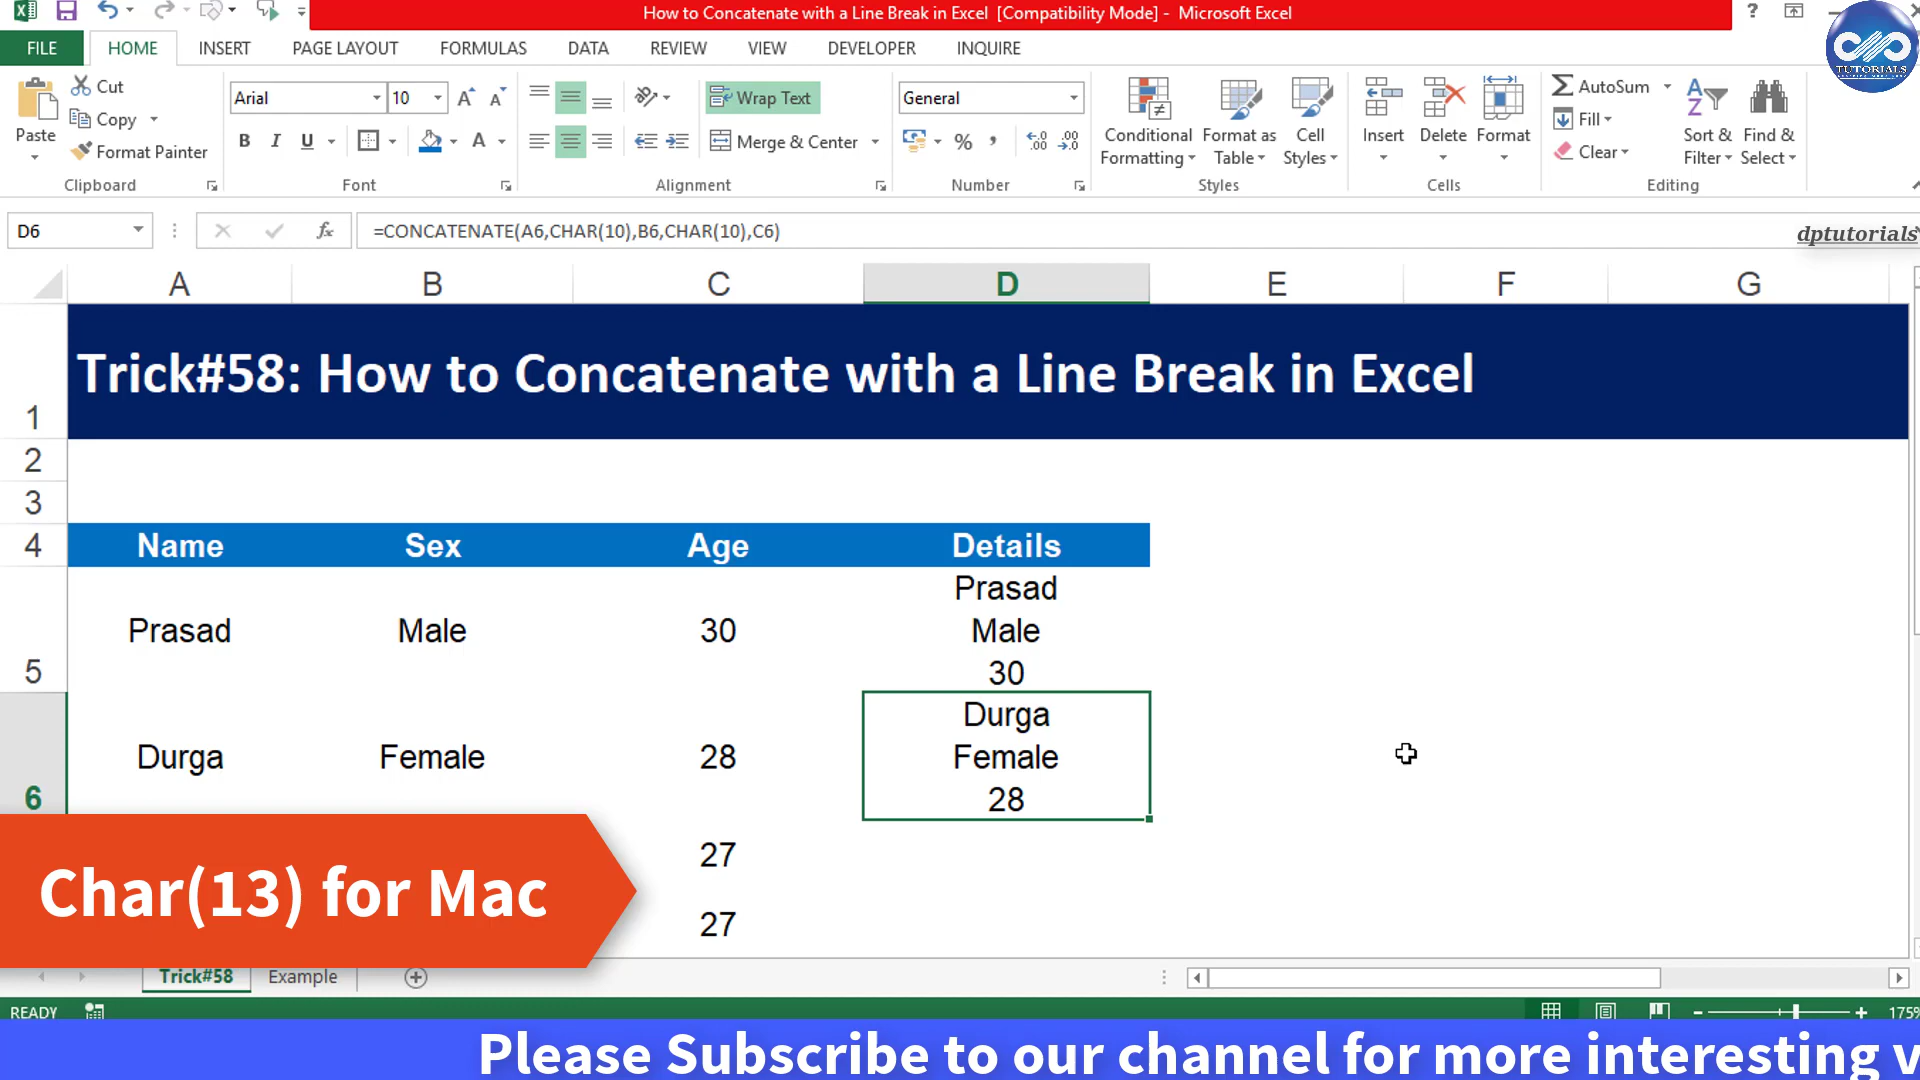 How to Concatenate with a Line Break in Excel [Compatibility Mode] - Microsoft Excel
?
TUTORIALS
FILE HOME INSERT PAGE LAYOUT FORMULAS DATA REVIEW VIEW DEVELOPER INQUIRE
Paste
Cut
Copy
Format Painter
Clipboard
Arial 10
B I U A
Font
Wrap Text
Merge & Center
Alignment
General
% ,
Number
Conditional Formatting
Format as Table
Cell Styles
Styles
Insert
Delete
Format
Cells
AutoSum
Fill
Clear
Sort & Filter
Find & Select
Editing
D6
fx
=CONCATENATE(A6,CHAR(10),B6,CHAR(10),C6)
dptutorials
A B C D E F G
1 Trick#58: How to Concatenate with a Line Break in Excel
2
3
4 Name Sex Age Details
5 Prasad Male 30 Prasad
Male
30
6 Durga Female 28 Durga
Female
28
27
27
Char(13) for Mac
Trick#58 Example
READY
175%
Please Subscribe to our channel for more interesting v